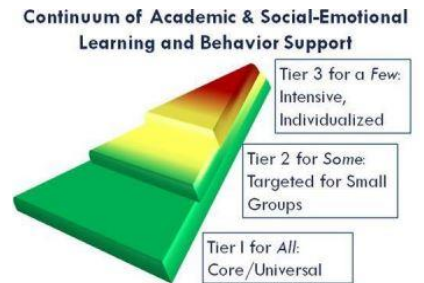 Continuum of Academic & Social-Emotional
Learning and Behavior Support
Tier 3 for a Few:
Intensive,
Individualized
Tier 2 for Some:
Targeted for Small
Groups
Tier I for All:
Core/Universal